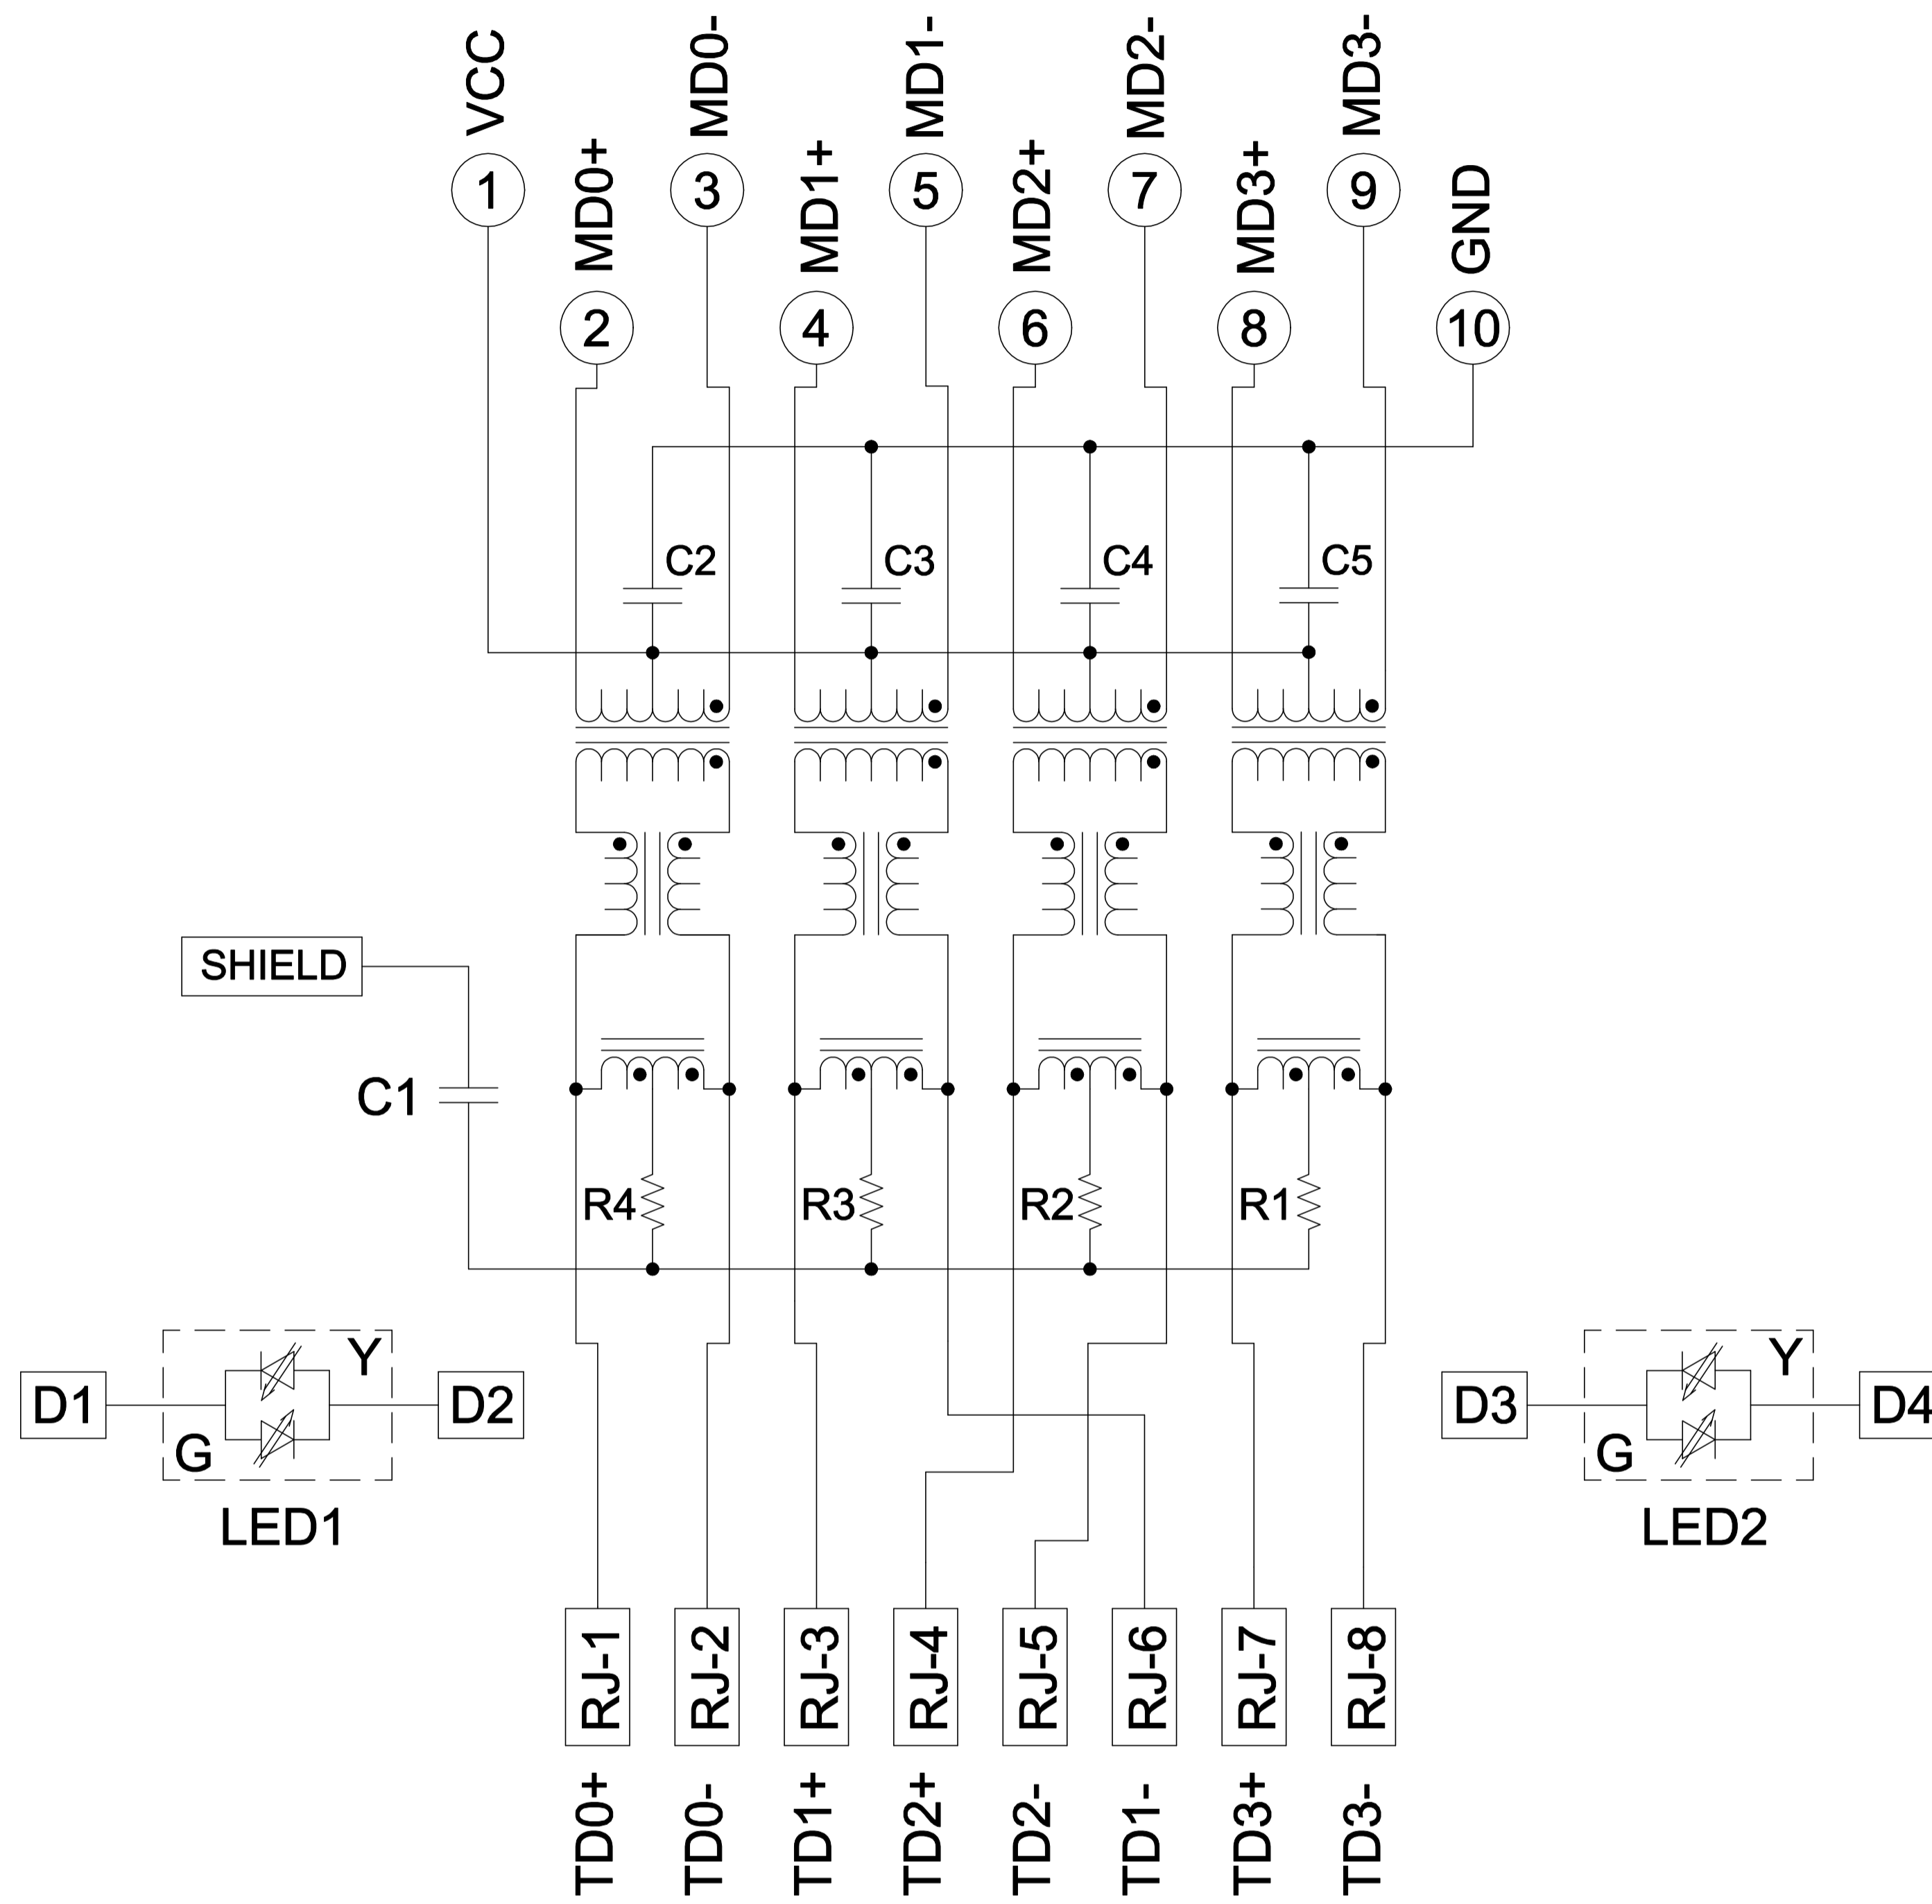 VCC
MD0-
MD1-
MD2-
MD3-
MD0+
MD1+
MD2+
MD3+
GND
1
3
5
7
9
2
4
6
8
10
C2
C3
C4
C5
SHIELD
C1
R4
R3
R2
R1
D1
Y
G
D2
LED1
D3
Y
G
D4
LED2
RJ-1
RJ-2
RJ-3
RJ-4
RJ-5
RJ-6
RJ-7
RJ-8
TD0+
TD0-
TD1+
TD2+
TD2-
TD1-
TD3+
TD3-